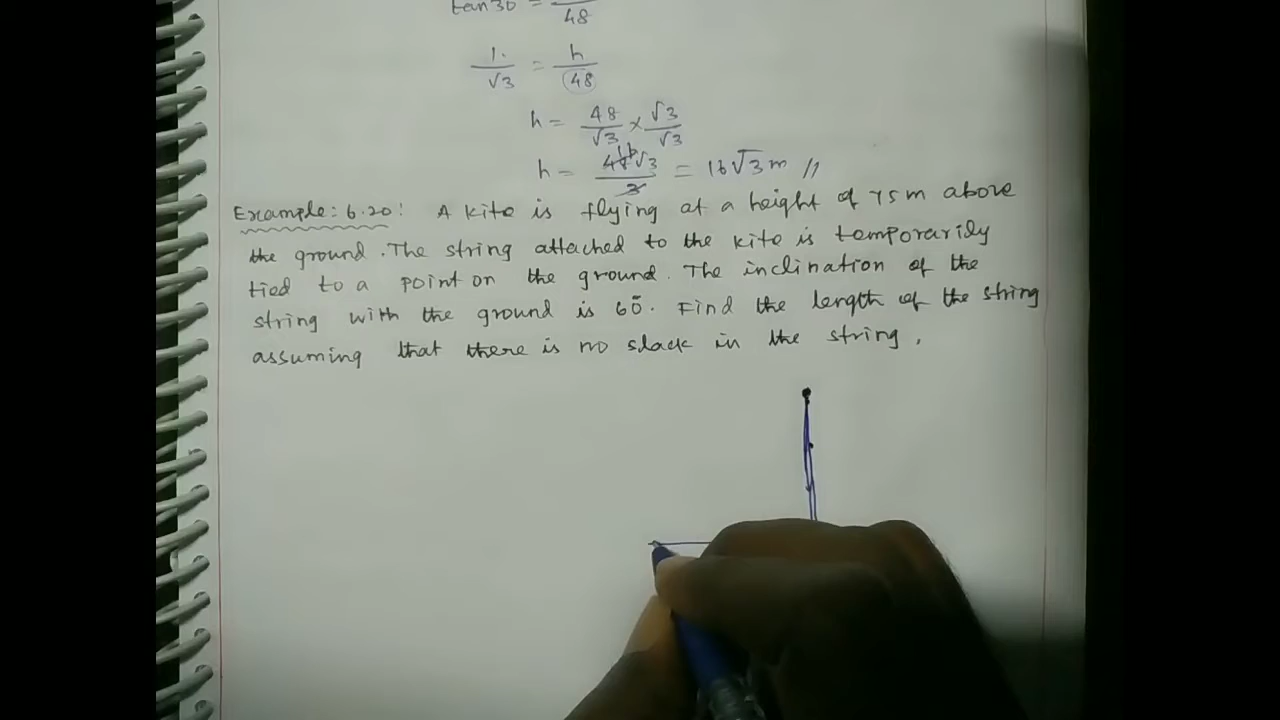 tan30 = /48
1/√3 = h/48
h = 48/√3 × √3/√3
h = 48√3/3 = 16√3 m //
Example: 6.20: A kite is flying at a height of 75m above
the ground. The string attached to the kite is temporarily
tied to a point on the ground. The inclination of the
string with the ground is 60°. Find the length of the string
assuming that there is no slack in the string.